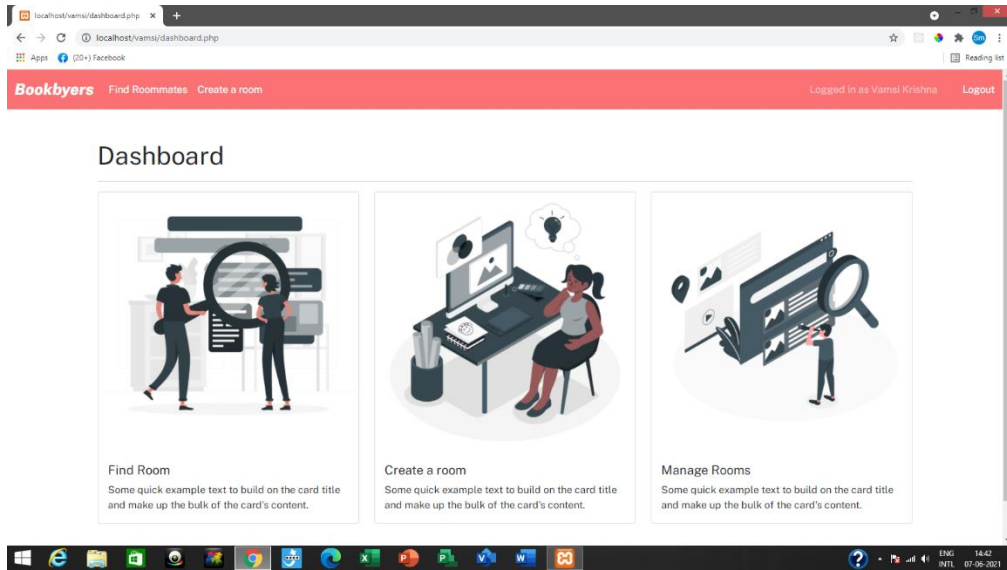 localhost/vamsi/dashboard.php
localhost/vamsi/dashboard.php
Sm
Apps (20+) Facebook Reading list
Bookbyers Find Roommates Create a room Logged in as Vamsi Krishna Logout
Dashboard
Find Room
Some quick example text to build on the card title
and make up the bulk of the card's content.
Create a room
Some quick example text to build on the card title
and make up the bulk of the card's content.
Manage Rooms
Some quick example text to build on the card title
and make up the bulk of the card's content.
ENG 14:42
INTL 07-06-2021